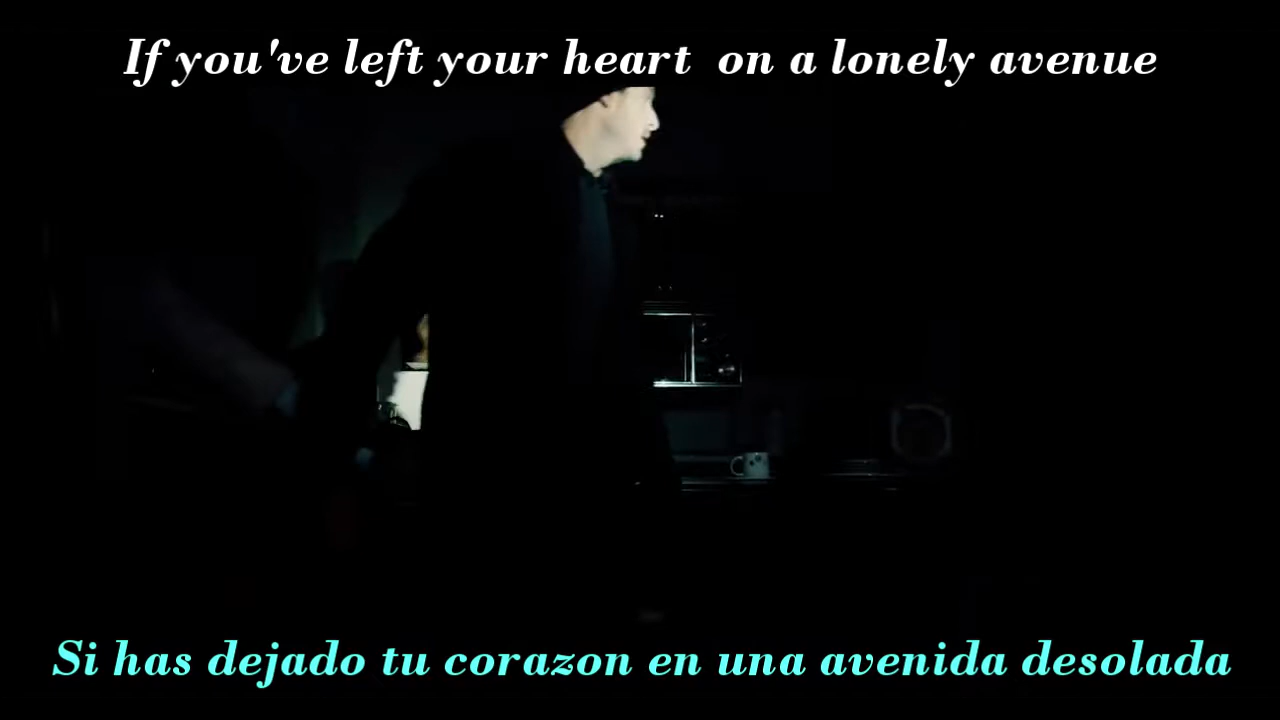 If you've left your heart on a lonely avenue
Si has dejado tu corazon en una avenida desolada